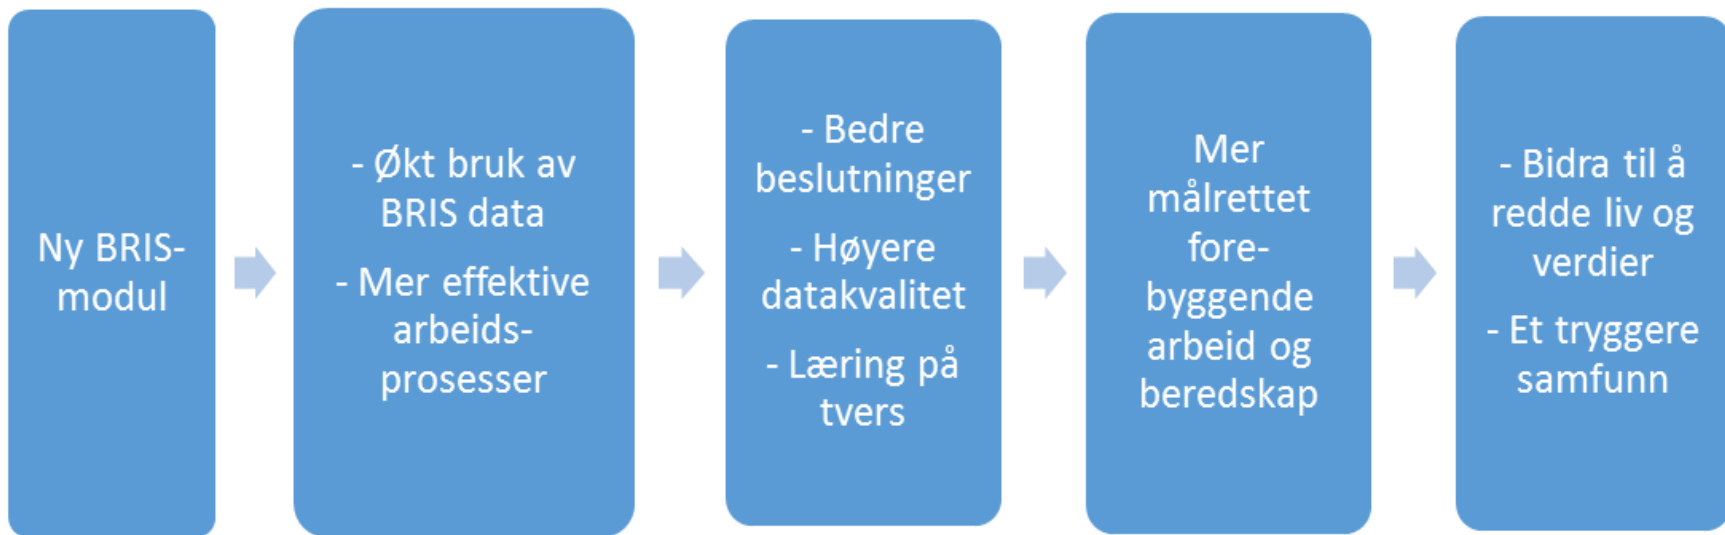 Ny BRIS-
modul
- Økt bruk av
BRIS data
- Mer effektive
arbeids-
prosesser
- Bedre
beslutninger
- Høyere
datakvalitet
- Læring på
tvers
Mer
målrettet
fore-
byggende
arbeid og
beredskap
- Bidra til å
redde liv og
verdier
- Et tryggere
samfunn